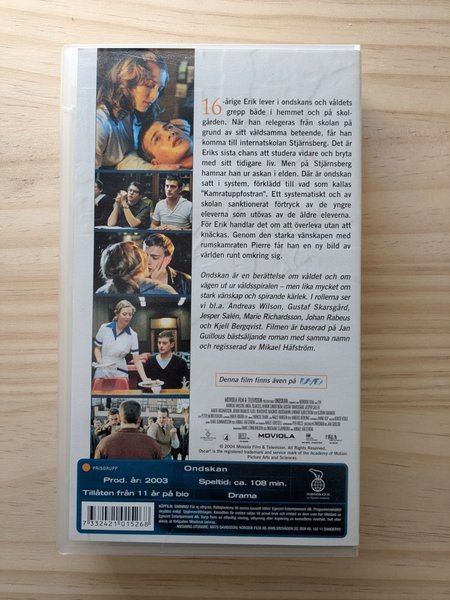 16-årige Erik lever i ondskans och våldets
grepp både i hemmet och på skol-
gården. När han relegeras från skolan på
grund av sitt våldsamma beteende, får han
komma till internatskolan Stjärnsberg. Det är
Eriks sista chans att studera vidare och bryta
med sitt tidigare liv. Men på Stjärnsberg
hamnar han ur askan i elden. Där är ondskan
satt i system, förklädd till vad som kallas
"Kamratuppfostran". Ett systematiskt och av
skolan sanktionerat förtryck av de yngre
eleverna som utövas av de äldre eleverna.
För Erik handlar det om att överleva utan att
knäckas. Genom den starka vänskapen med
rumskamraten Pierre får han en ny bild av
världen runt omkring sig.
Ondskan är en berättelse om våldet och om
vägen ut ur våldsspiralen – men lika mycket om
stark vänskap och spirande kärlek. I rollerna ser
vi bl.a. Andreas Wilson, Gustaf Skarsgård,
Jesper Salén, Marie Richardson, Johan Rabeus
och Kjell Bergqvist. Filmen är baserad på Jan
Guillous bästsäljande roman med samma namn
och regisserad av Mikael Håfström.
Denna film finns även på DVD
MOVIOLA
© 2004 Moviola Film & Television. All Rights Reserved.
Oscar® is the registered trademark and service mark of the Academy of Motion
Picture Arts and Sciences.
PRISGRUPP
Ondskan
Prod. år: 2003
Speltid: ca. 108 min.
Tillåten från 11 år på bio
Drama
NORDISK FILM
7332421015268